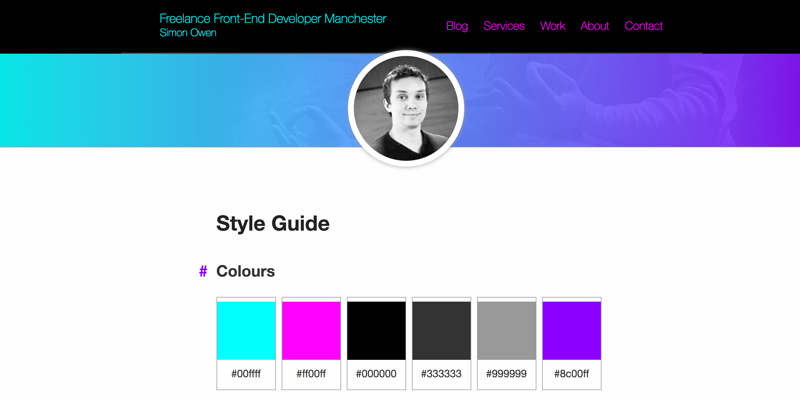 Freelance Front-End Developer Manchester
Simon Owen
Blog Services Work About Contact
Style Guide
# Colours
#00ffff #ff00ff #000000 #333333 #999999 #8c00ff